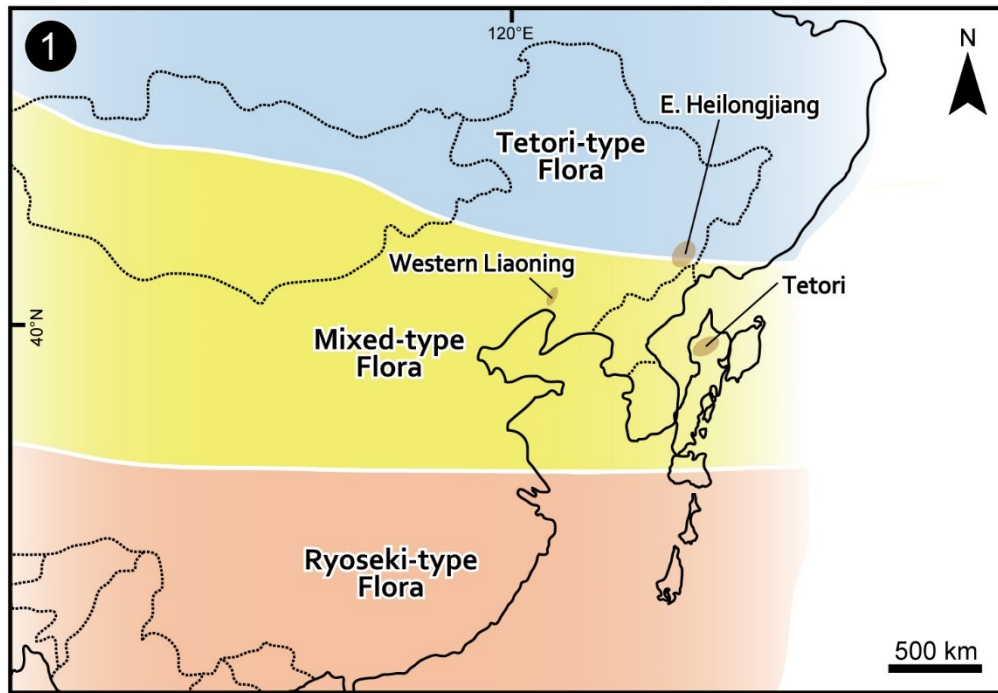 1
120°E
N
E. Heilongjiang
Tetori-type
Flora
Western Liaoning
Tetori
40°N
Mixed-type
Flora
Ryoseki-type
Flora
500 km